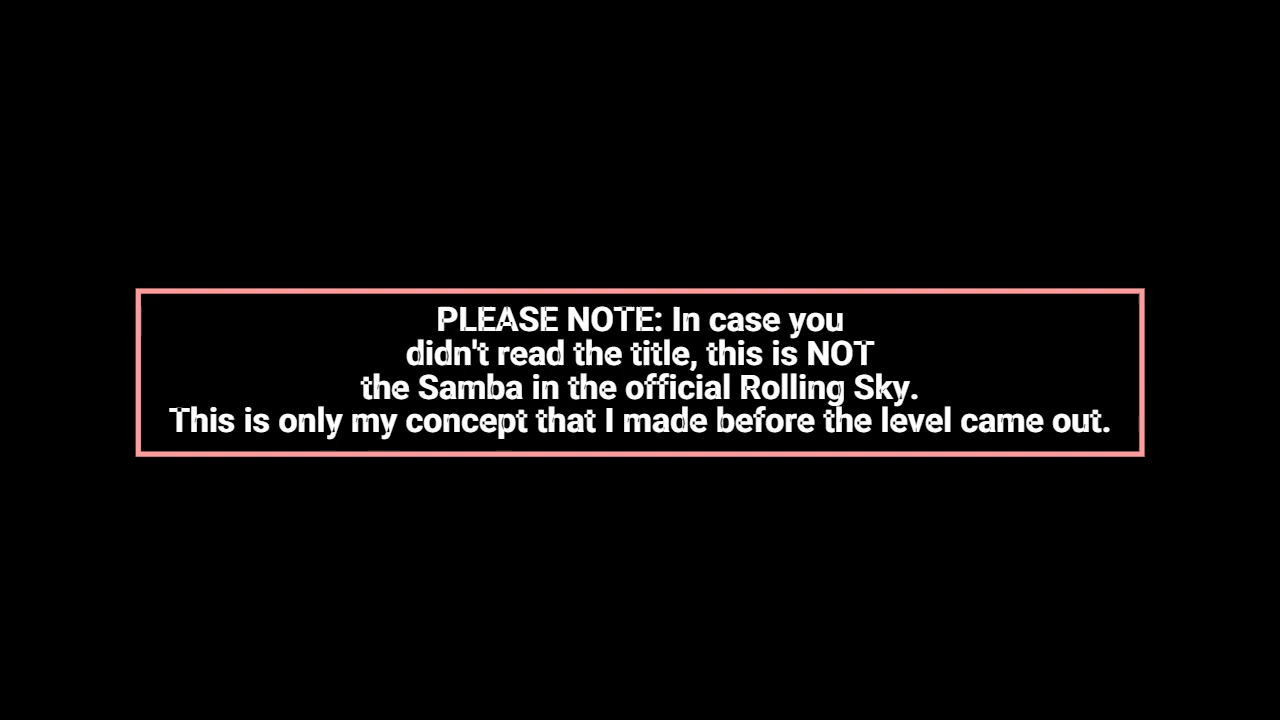 PLEASE NOTE: In case you
didn't read the title, this is NOT
the Samba in the official Rolling Sky.
This is only my concept that I made before the level came out.